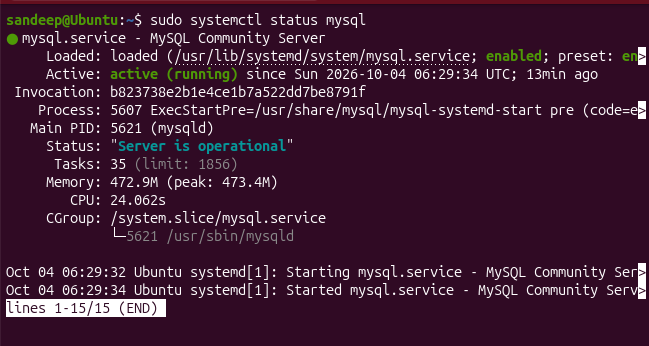 sandeep@Ubuntu:~$ sudo systemctl status mysql
● mysql.service - MySQL Community Server
Loaded: loaded (/usr/lib/systemd/system/mysql.service; enabled; preset: en>
Active: active (running) since Sun 2026-10-04 06:29:34 UTC; 13min ago
Invocation: b823738e2b1e4ce1b7a522dd7be8791f
Process: 5607 ExecStartPre=/usr/share/mysql/mysql-systemd-start pre (code=e>
Main PID: 5621 (mysqld)
Status: "Server is operational"
Tasks: 35 (limit: 1856)
Memory: 472.9M (peak: 473.4M)
CPU: 24.062s
CGroup: /system.slice/mysql.service
└─5621 /usr/sbin/mysqld
Oct 04 06:29:32 Ubuntu systemd[1]: Starting mysql.service - MySQL Community Ser>
Oct 04 06:29:34 Ubuntu systemd[1]: Started mysql.service - MySQL Community Serv>
lines 1-15/15 (END)